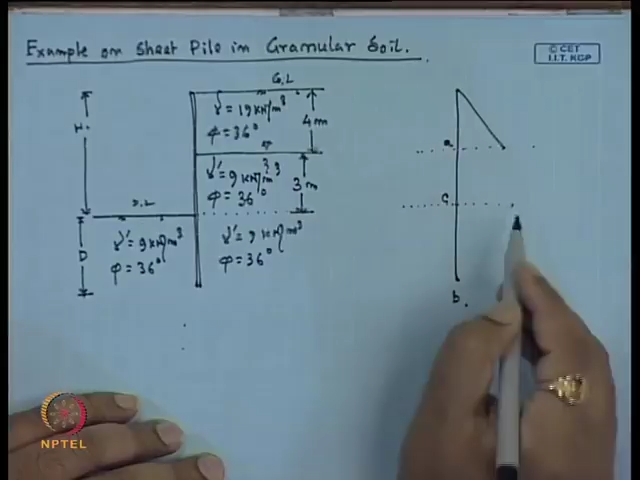 Example on Sheet Pile in Granular Soil.
© CET
I.I.T. KGP
G.L
γ = 19 kN/m³
φ = 36°
4m
H
γ' = 9 kN/m³
φ = 36°
3m
a
c
D.L
γ' = 9 kN/m³
φ = 36°
γ' = 9 kN/m³
φ = 36°
D
b.
NPTEL